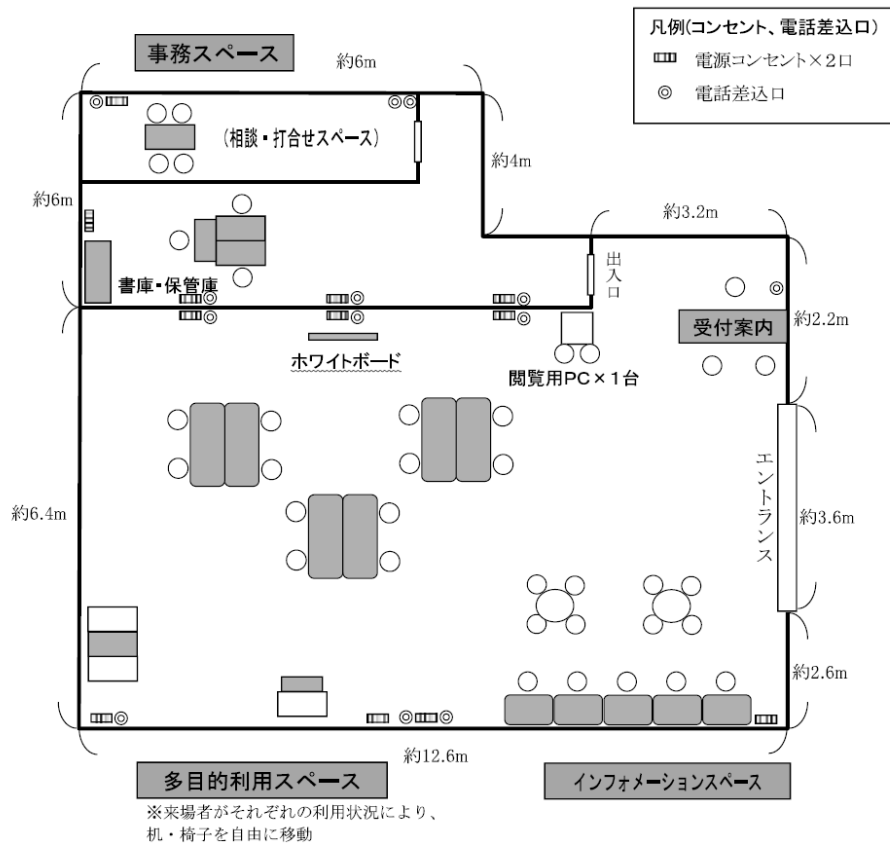 凡例(コンセント、電話差込口)
電源コンセント×2口
電話差込口
事務スペース
約6m
(相談・打合せスペース)
約4m
約6m
約3.2m
出入口
書庫・保管庫
受付案内
約2.2m
ホワイトボード
閲覧用PC×1台
エントランス
約6.4m
約3.6m
約2.6m
約12.6m
多目的利用スペース
インフォメーションスペース
※来場者がそれぞれの利用状況により、
机・椅子を自由に移動